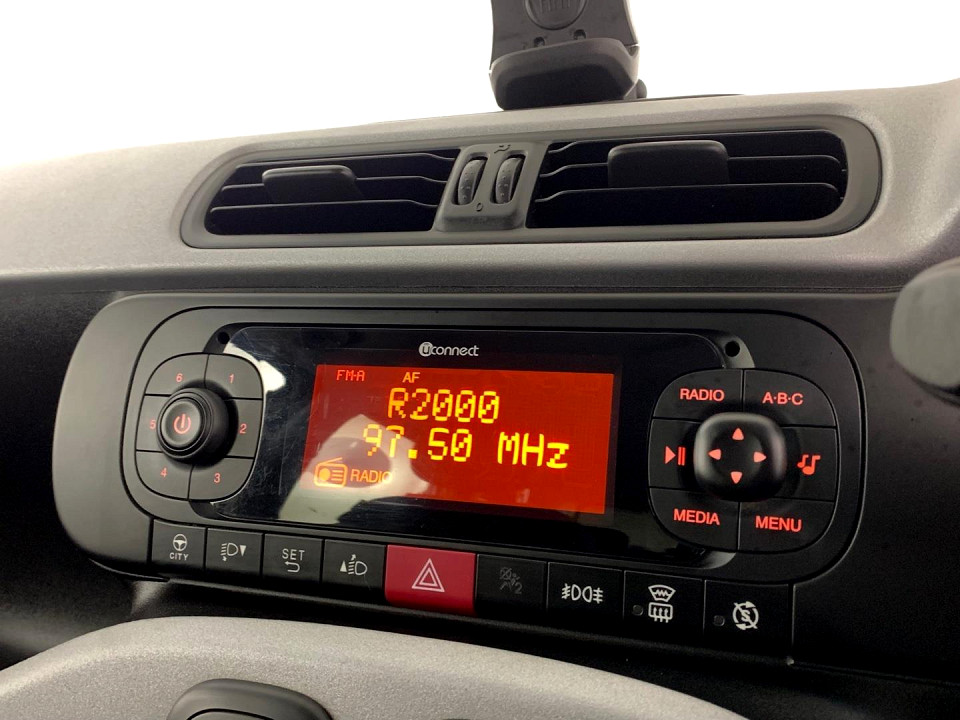 Uconnect
FM-A AF
R2000
97.50 MHz
RADIO
6 1
5 2
4 3
RADIO A·B·C
MEDIA MENU
CITY
SET
0